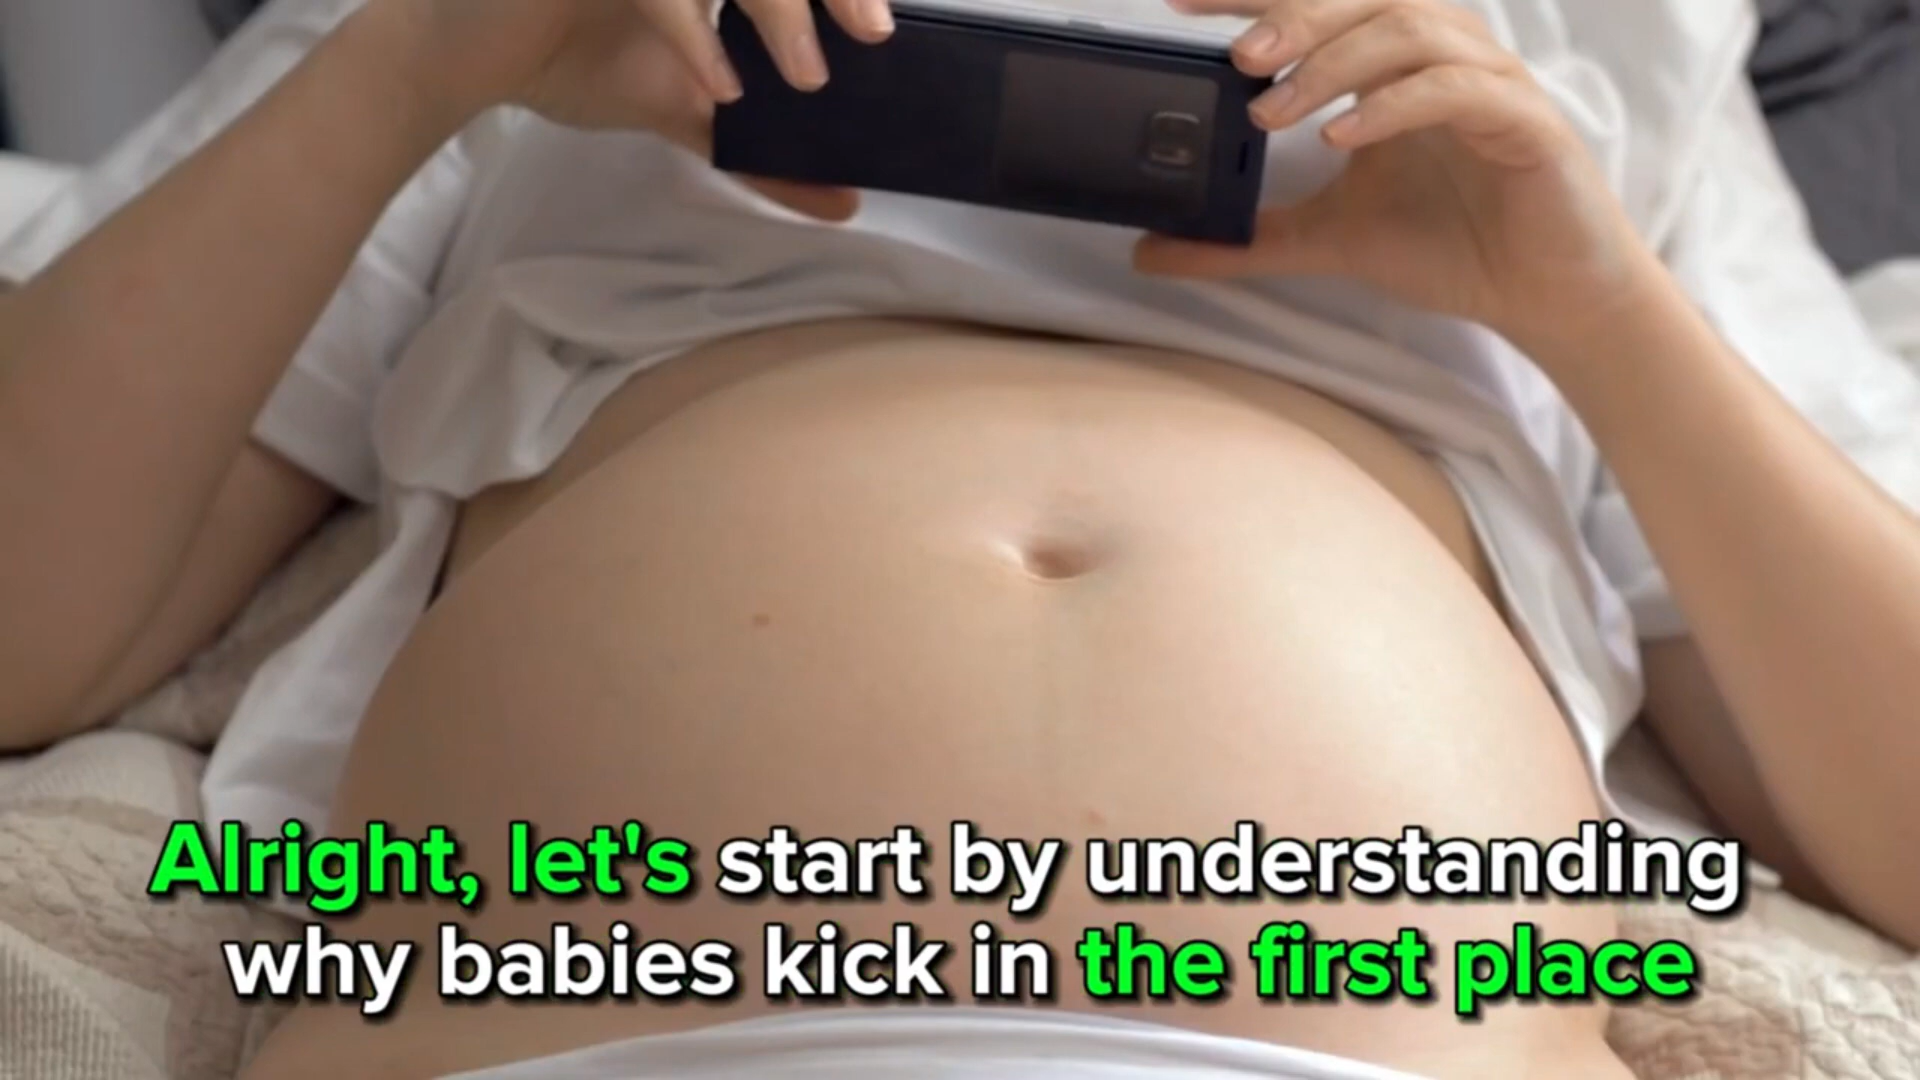 Alright, let's start by understanding
why babies kick in the first place